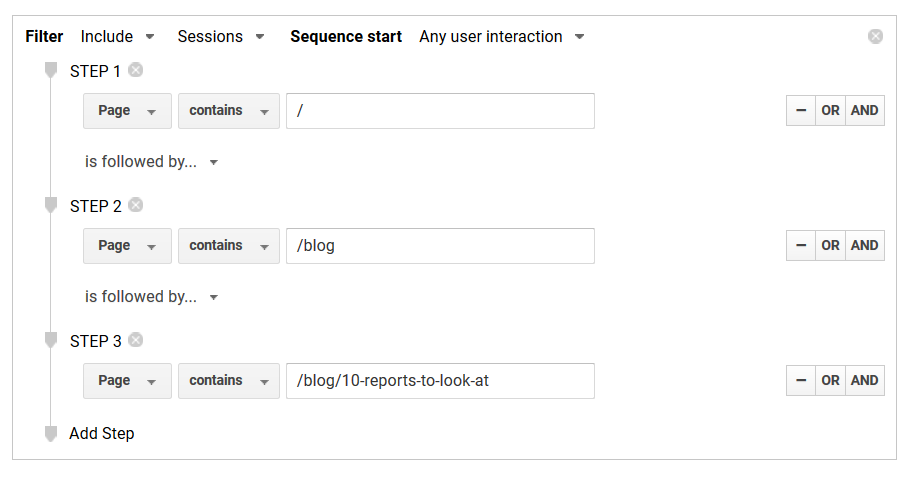 Filter Include Sessions Sequence start Any user interaction
STEP 1
Page contains / – OR AND
is followed by...
STEP 2
Page contains /blog – OR AND
is followed by...
STEP 3
Page contains /blog/10-reports-to-look-at – OR AND
Add Step